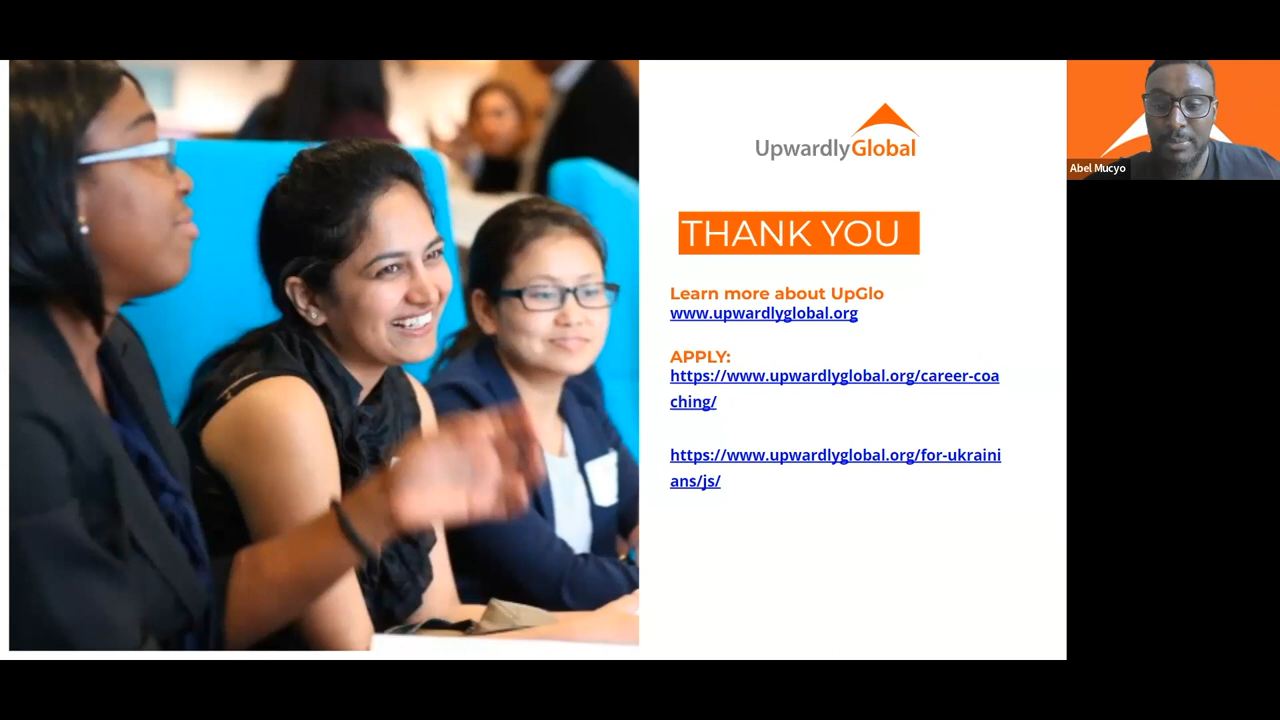 UpwardlyGlobal
THANK YOU
Learn more about UpGlo
www.upwardlyglobal.org
APPLY:
https://www.upwardlyglobal.org/career-coa
ching/
https://www.upwardlyglobal.org/for-ukraini
ans/js/
Abel Mucyo